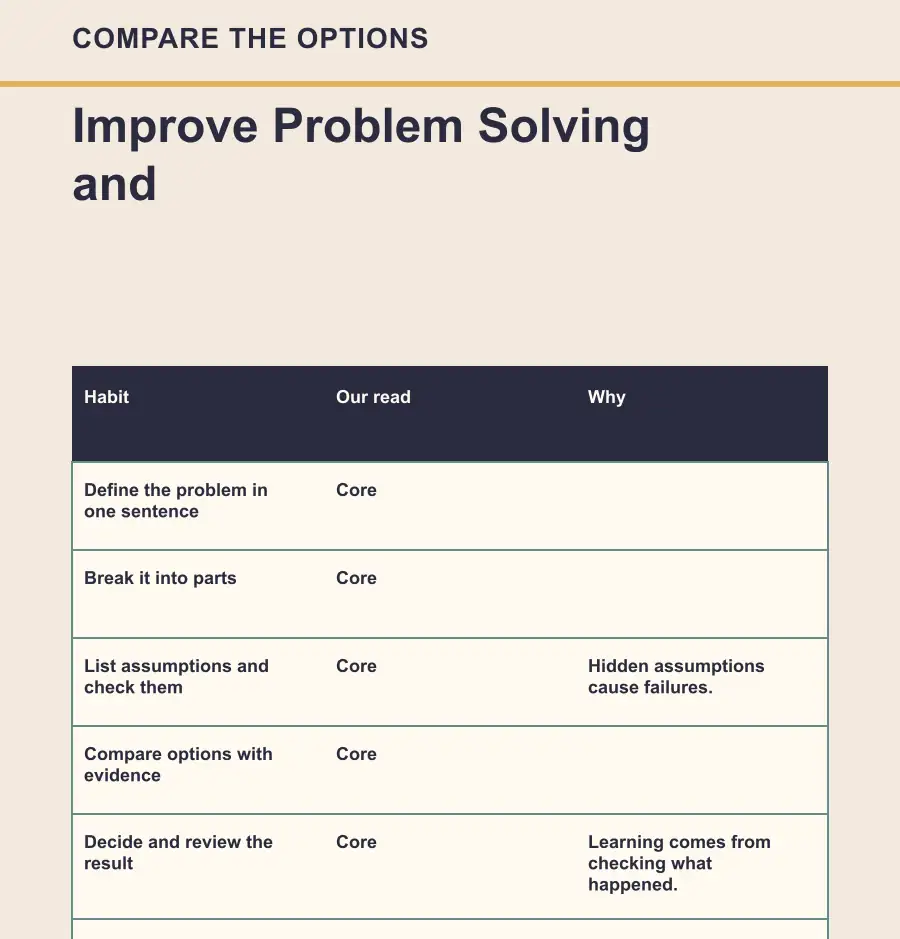 COMPARE THE OPTIONS
Improve Problem Solving
and
Habit Our read Why
Define the problem in
one sentence
Core
Break it into parts
Core
List assumptions and
check them
Core
Hidden assumptions
cause failures.
Compare options with
evidence
Core
Decide and review the
result
Core
Learning comes from
checking what
happened.